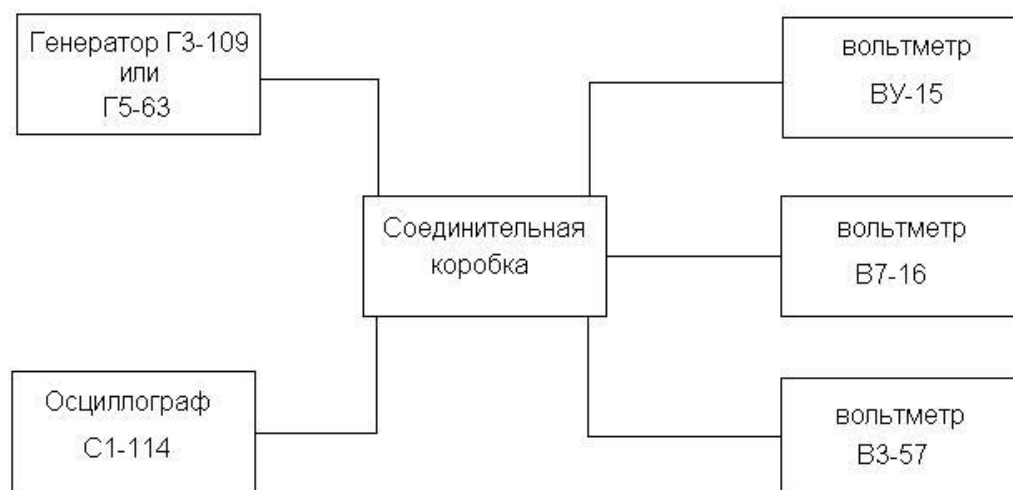 Генератор Г3-109
или
Г5-63
вольтметр
ВУ-15
Соединительная
коробка
вольтметр
В7-16
Осциллограф
С1-114
вольтметр
В3-57